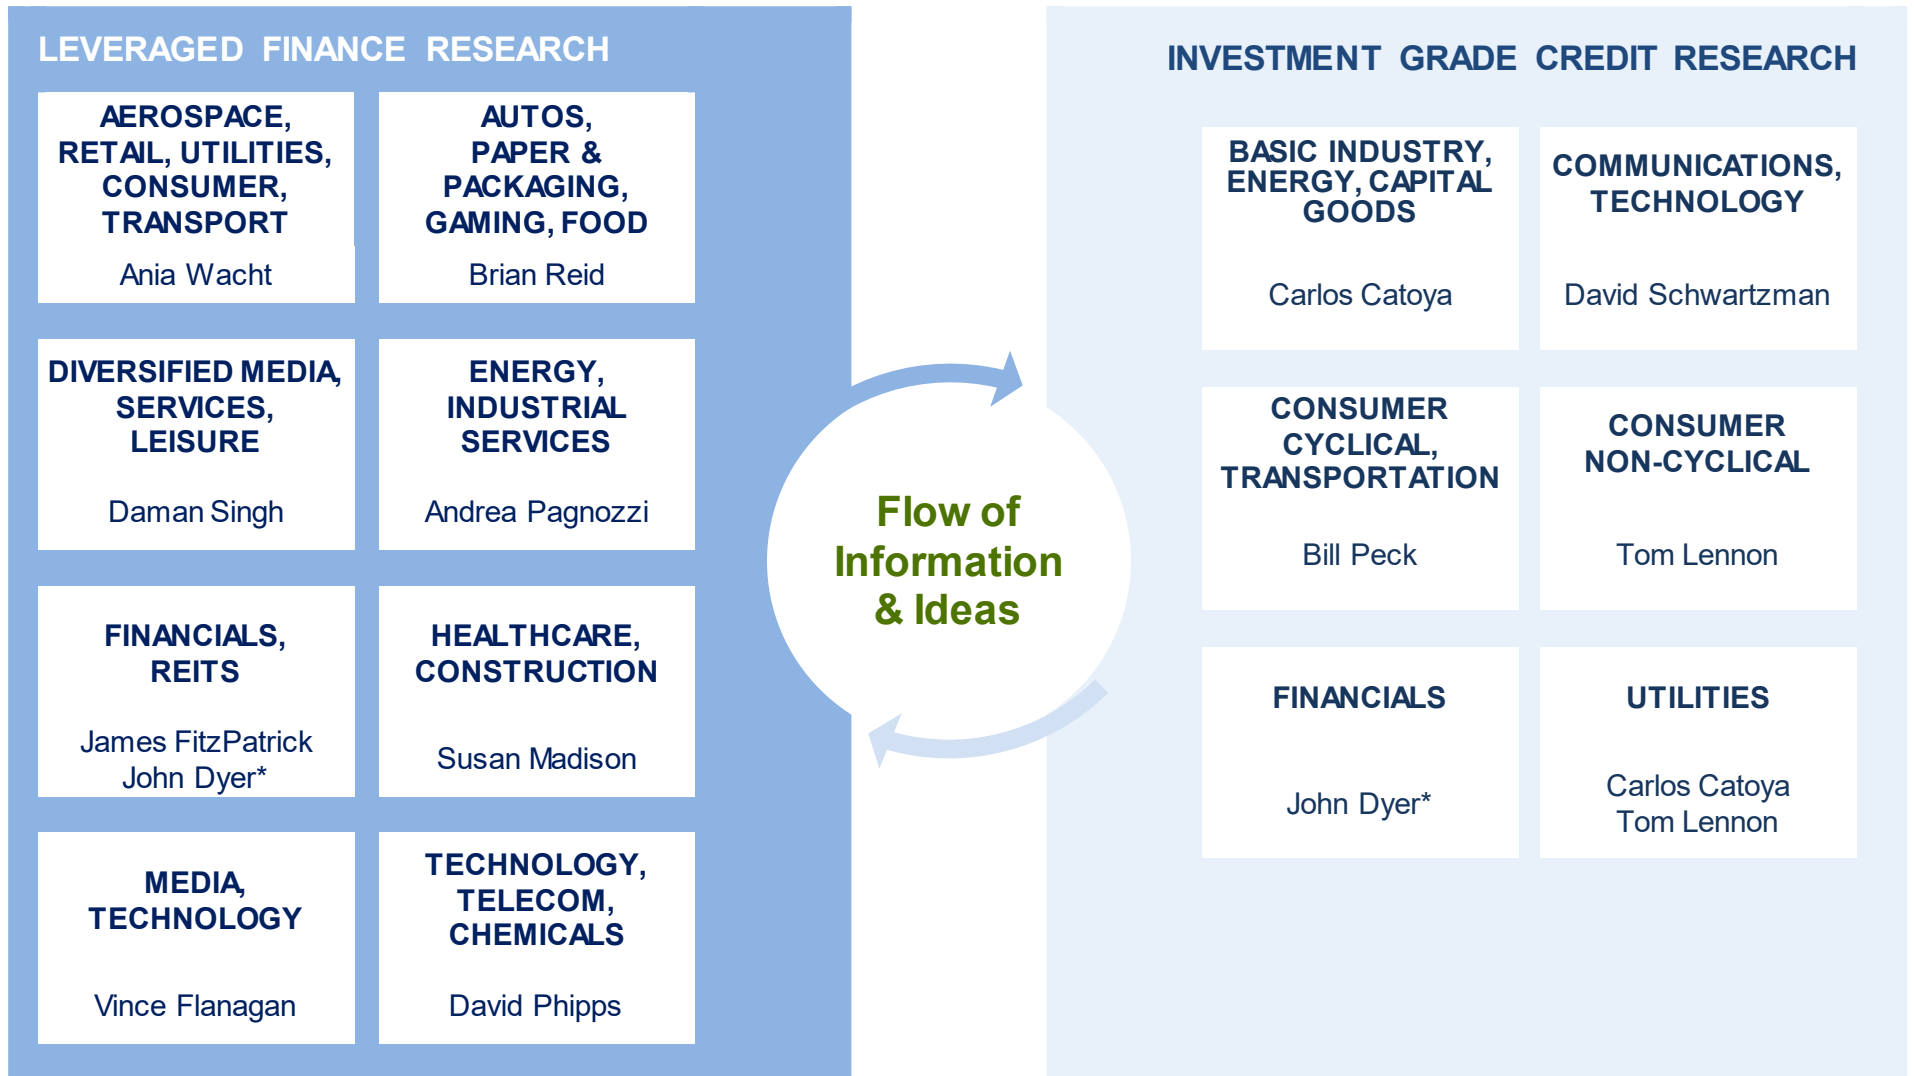 LEVERAGED FINANCE RESEARCH
AEROSPACE,
RETAIL, UTILITIES,
CONSUMER,
TRANSPORT
Ania Wacht
AUTOS,
PAPER &
PACKAGING,
GAMING, FOOD
Brian Reid
DIVERSIFIED MEDIA,
SERVICES,
LEISURE
Daman Singh
ENERGY,
INDUSTRIAL
SERVICES
Andrea Pagnozzi
FINANCIALS,
REITS
James FitzPatrick
John Dyer*
HEALTHCARE,
CONSTRUCTION
Susan Madison
MEDIA,
TECHNOLOGY
Vince Flanagan
TECHNOLOGY,
TELECOM,
CHEMICALS
David Phipps
Flow of
Information
& Ideas
INVESTMENT GRADE CREDIT RESEARCH
BASIC INDUSTRY,
ENERGY, CAPITAL
GOODS
Carlos Catoya
COMMUNICATIONS,
TECHNOLOGY
David Schwartzman
CONSUMER
CYCLICAL,
TRANSPORTATION
Bill Peck
CONSUMER
NON-CYCLICAL
Tom Lennon
FINANCIALS
John Dyer*
UTILITIES
Carlos Catoya
Tom Lennon